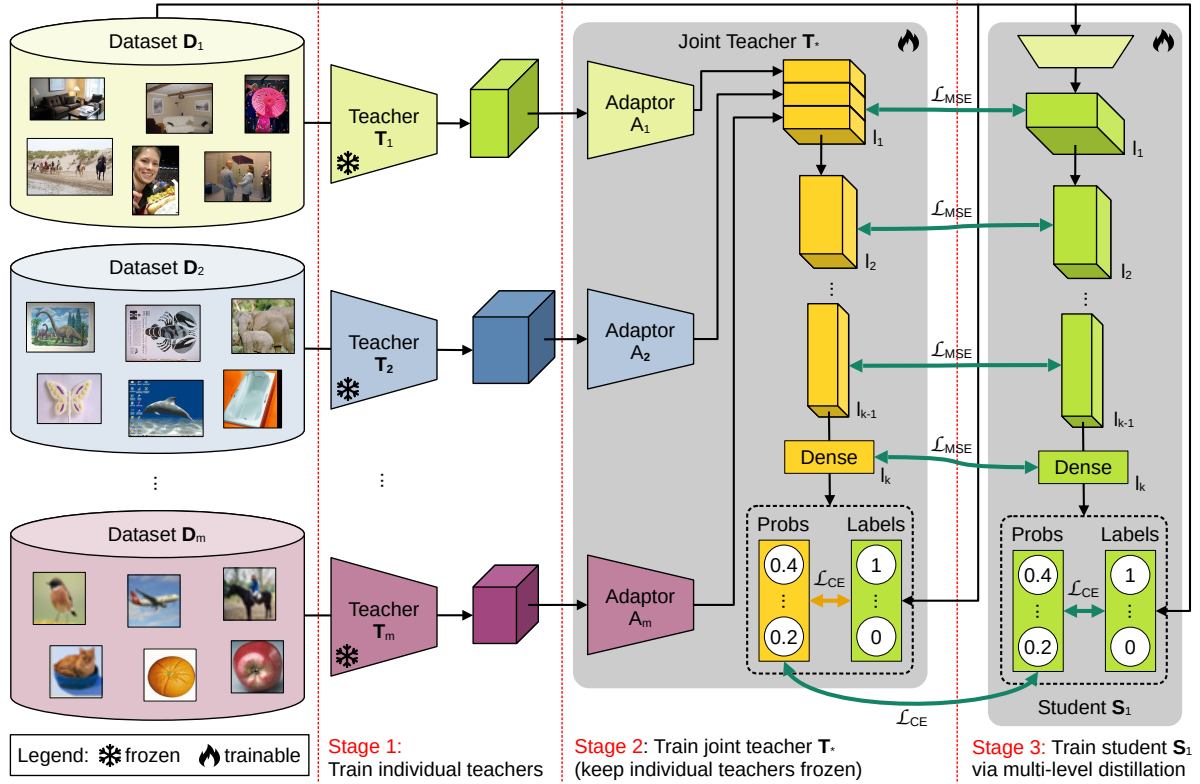 Dataset D₁
Teacher T₁
Adaptor A₁
Joint Teacher T*
l₁
ℒMSE
l₁
l₂
ℒMSE
l₂
⋮
⋮
Dataset D₂
Teacher T₂
Adaptor A₂
lk-1
ℒMSE
lk-1
Dense
lk
ℒMSE
Dense
lk
⋮
⋮
Dataset Dm
Teacher Tm
Adaptor Am
Probs
Labels
0.4
⋮
0.2
ℒCE
1
⋮
0
Probs
Labels
0.4
⋮
0.2
ℒCE
1
⋮
0
ℒCE
Student S₁
Legend: frozen trainable
Stage 1:
Train individual teachers
Stage 2: Train joint teacher T*
(keep individual teachers frozen)
Stage 3: Train student S₁
via multi-level distillation